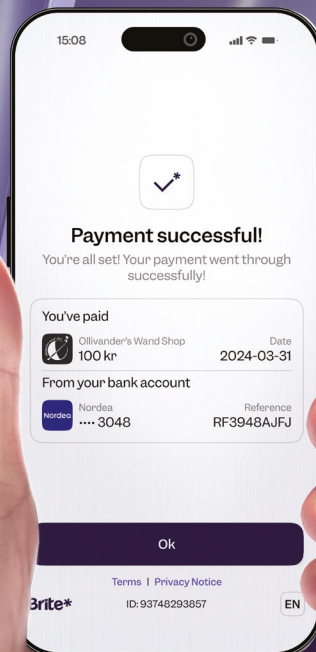 15:08
Payment successful!
You're all set! Your payment went through
successfully!
You've paid
Ollivander's Wand Shop
100 kr
Date
2024-03-31
From your bank account
Nordea
Nordea
•••• 3048
Reference
RF3948AJFJ
Ok
Terms | Privacy Notice
Brite*
ID: 93748293857
EN